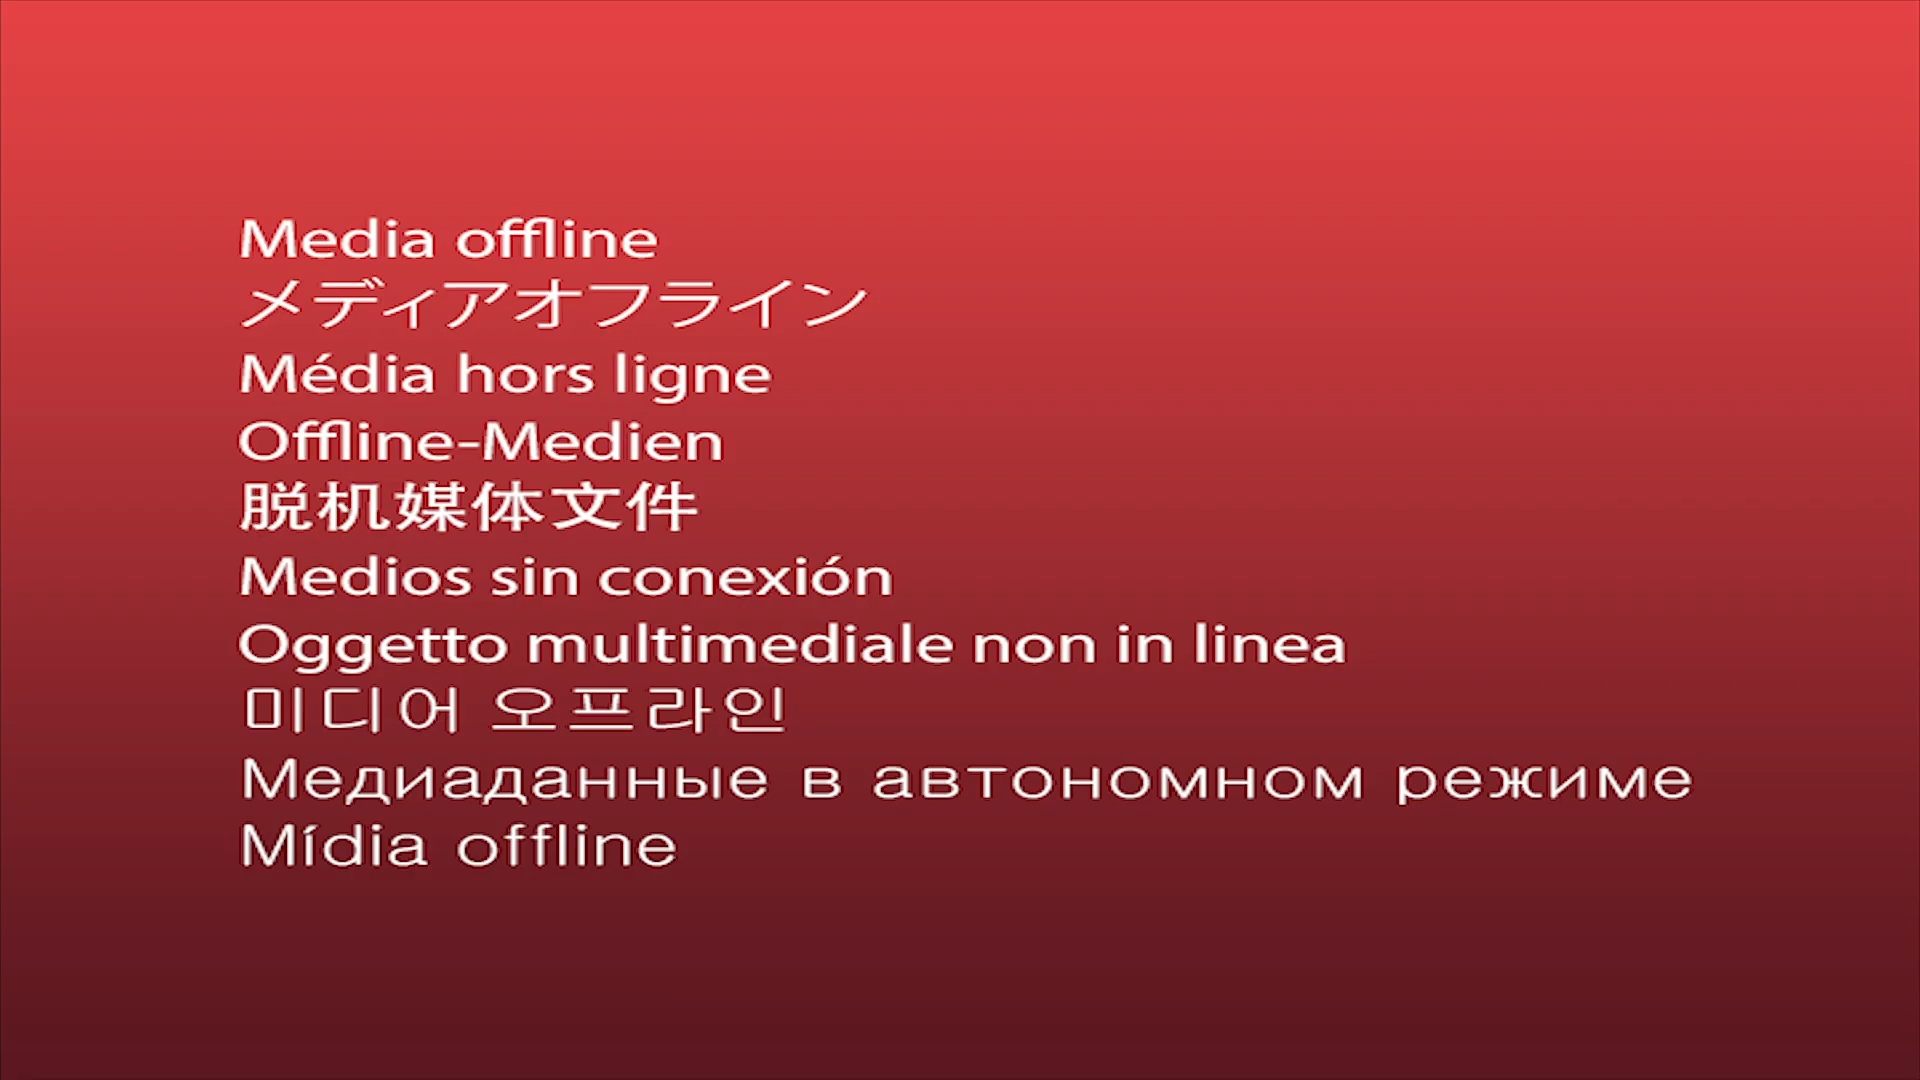 Media offline
メディアオフライン
Média hors ligne
Offline-Medien
脱机媒体文件
Medios sin conexión
Oggetto multimediale non in linea
미디어 오프라인
Медиаданные в автономном режиме
Mídia offline